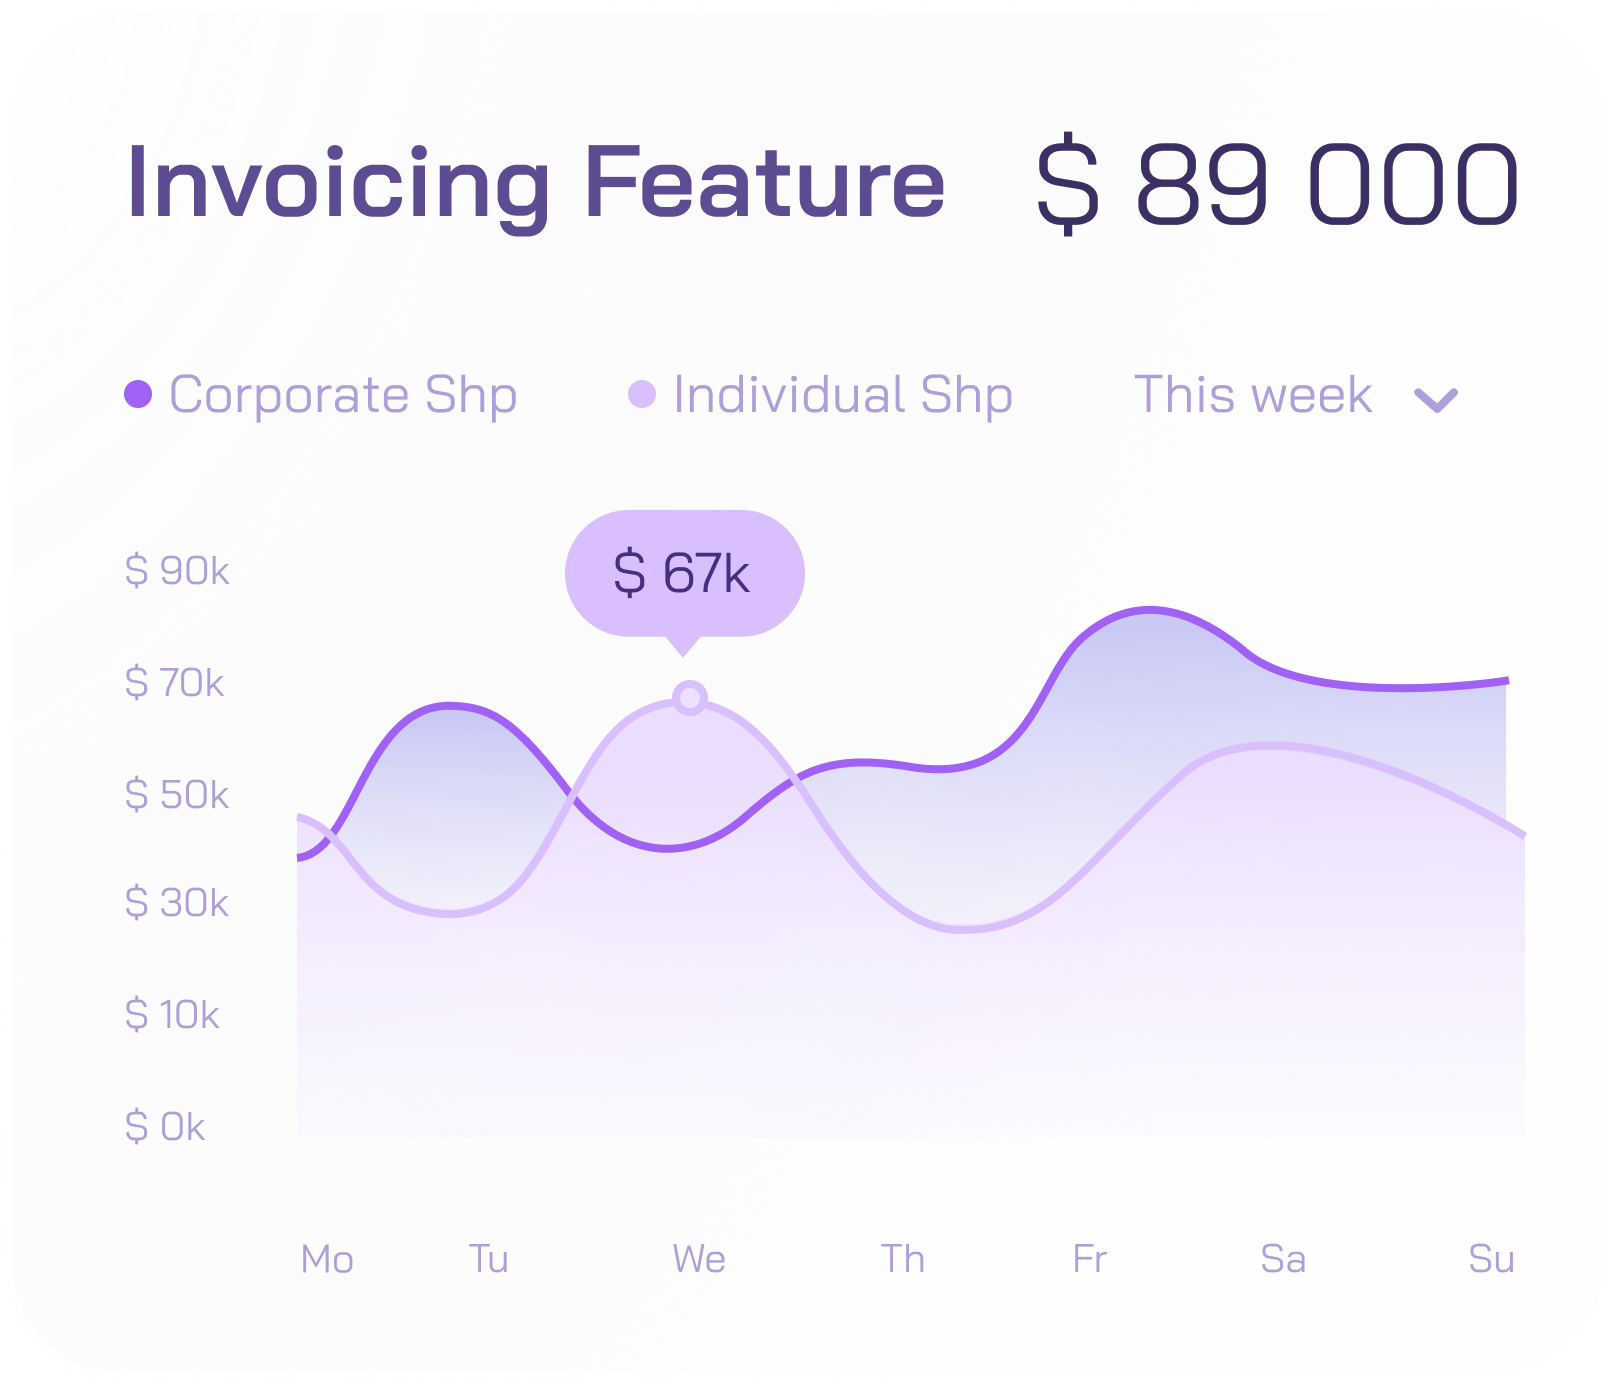 Invoicing Feature $ 89 000
Corporate Shp Individual Shp This week
$ 67k
$ 90k
$ 70k
$ 50k
$ 30k
$ 10k
$ 0k
Mo Tu We Th Fr Sa Su